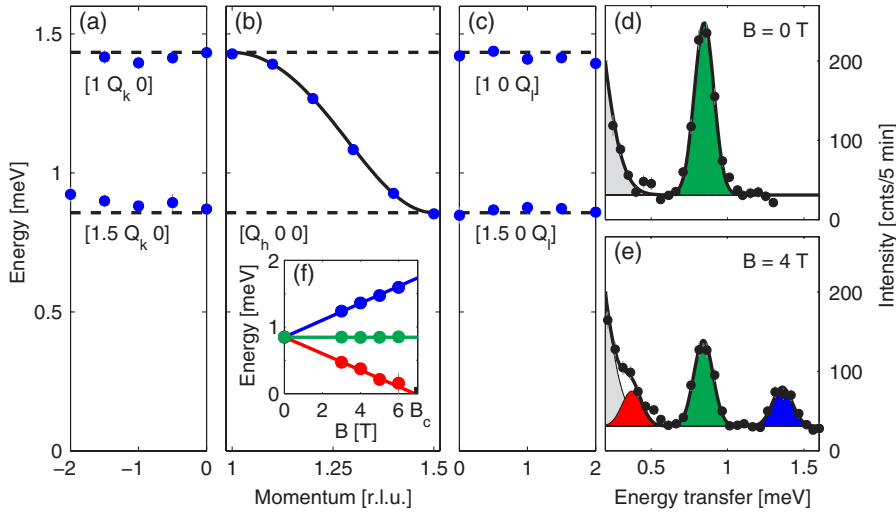 (a)
(b)
(c)
(d)
B = 0 T
1.5
1
0.5
0
Energy [meV]
[1 Q_k 0]
[1.5 Q_k 0]
[Q_h 0 0]
[1 0 Q_l]
[1.5 0 Q_l]
200
100
0
(e)
B = 4 T
200
100
0
Intensity [cnts/5 min]
(f)
2
1
0
Energy [meV]
0 2 4 6 B_c
B [T]
−2 −1 0
1 1.25 1.5
0 1 2
0.5 1 1.5
Momentum [r.l.u.]
Energy transfer [meV]